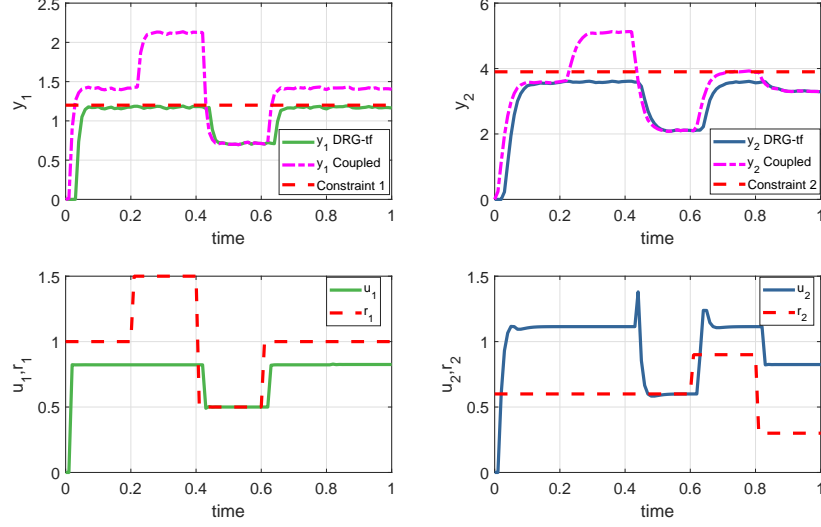 2.5
2
1.5
1
0.5
0
y1
0
0.2
0.4
0.6
0.8
1
time
y1 DRG-tf
y1 Coupled
Constraint 1
6
4
2
0
y2
0
0.2
0.4
0.6
0.8
1
time
y2 DRG-tf
y2 Coupled
Constraint 2
1.5
1
0.5
0
u1,r1
0
0.2
0.4
0.6
0.8
1
time
u1
r1
1.5
1
0.5
0
u2,r2
0
0.2
0.4
0.6
0.8
1
time
u2
r2